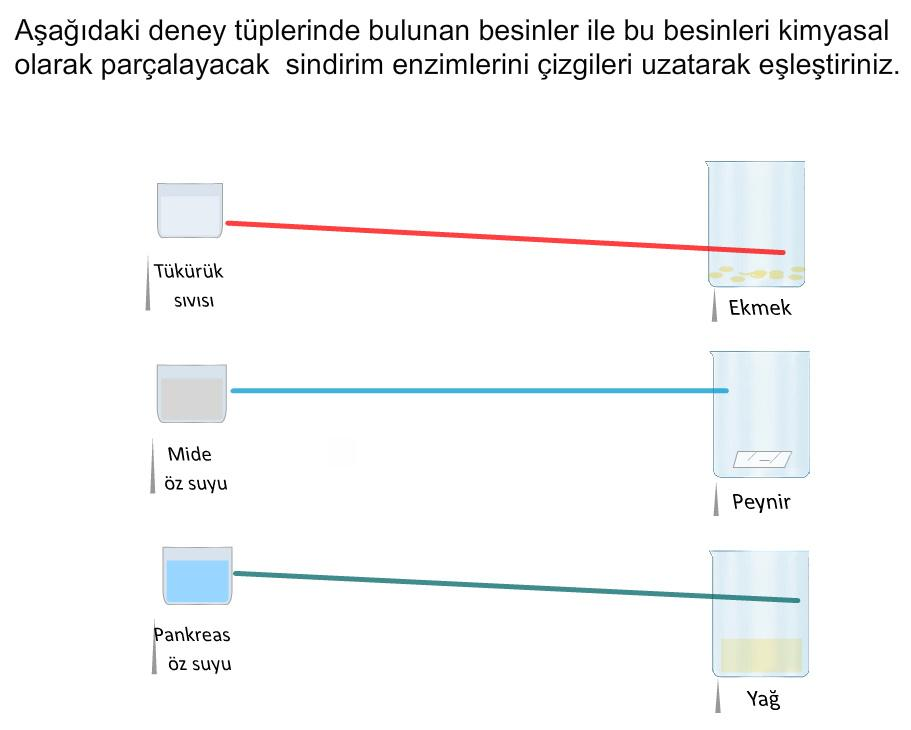 Aşağıdaki deney tüplerinde bulunan besinler ile bu besinleri kimyasal
olarak parçalayacak  sindirim enzimlerini çizgileri uzatarak eşleştiriniz.
Tükürük
sıvısı
Ekmek
Mide
öz suyu
Peynir
Pankreas
öz suyu
Yağ